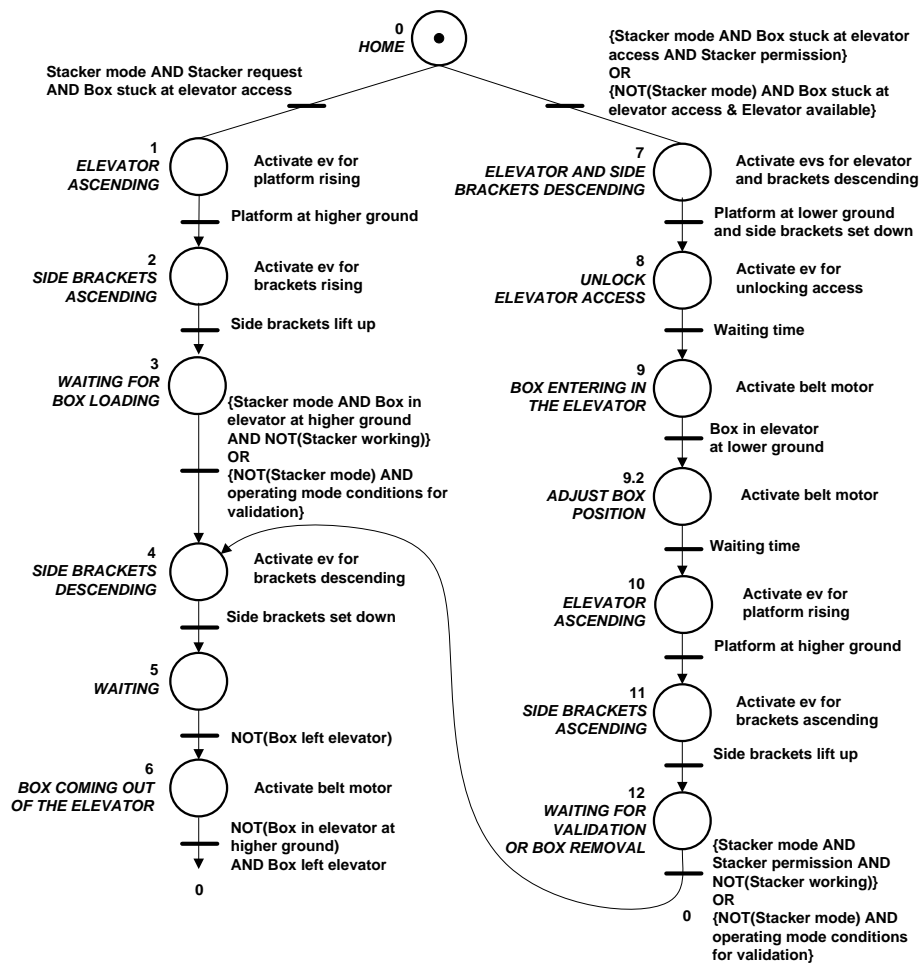 0
HOME
Stacker mode AND Stacker request
AND Box stuck at elevator access
{Stacker mode AND Box stuck at elevator
access AND Stacker permission}
OR
{NOT(Stacker mode) AND Box stuck at
elevator access & Elevator available}
1
ELEVATOR
ASCENDING
Activate ev for
platform rising
Platform at higher ground
2
SIDE BRACKETS
ASCENDING
Activate ev for
brackets rising
Side brackets lift up
3
WAITING FOR
BOX LOADING
{Stacker mode AND Box in
elevator at higher ground
AND NOT(Stacker working)}
OR
{NOT(Stacker mode) AND
operating mode conditions for
validation}
4
SIDE BRACKETS
DESCENDING
Activate ev for
brackets descending
Side brackets set down
5
WAITING
NOT(Box left elevator)
6
BOX COMING OUT
OF THE ELEVATOR
Activate belt motor
NOT(Box in elevator at
higher ground)
AND Box left elevator
0
7
ELEVATOR AND SIDE
BRACKETS DESCENDING
Activate evs for elevator
and brackets descending
Platform at lower ground
and side brackets set down
8
UNLOCK
ELEVATOR ACCESS
Activate ev for
unlocking access
Waiting time
9
BOX ENTERING IN
THE ELEVATOR
Activate belt motor
Box in elevator
at lower ground
9.2
ADJUST BOX
POSITION
Activate belt motor
Waiting time
10
ELEVATOR
ASCENDING
Activate ev for
platform rising
Platform at higher ground
11
SIDE BRACKETS
ASCENDING
Activate ev for
brackets ascending
Side brackets lift up
12
WAITING FOR
VALIDATION
OR BOX REMOVAL
{Stacker mode AND
Stacker permission AND
NOT(Stacker working)}
OR
{NOT(Stacker mode) AND
operating mode conditions
for validation}
0